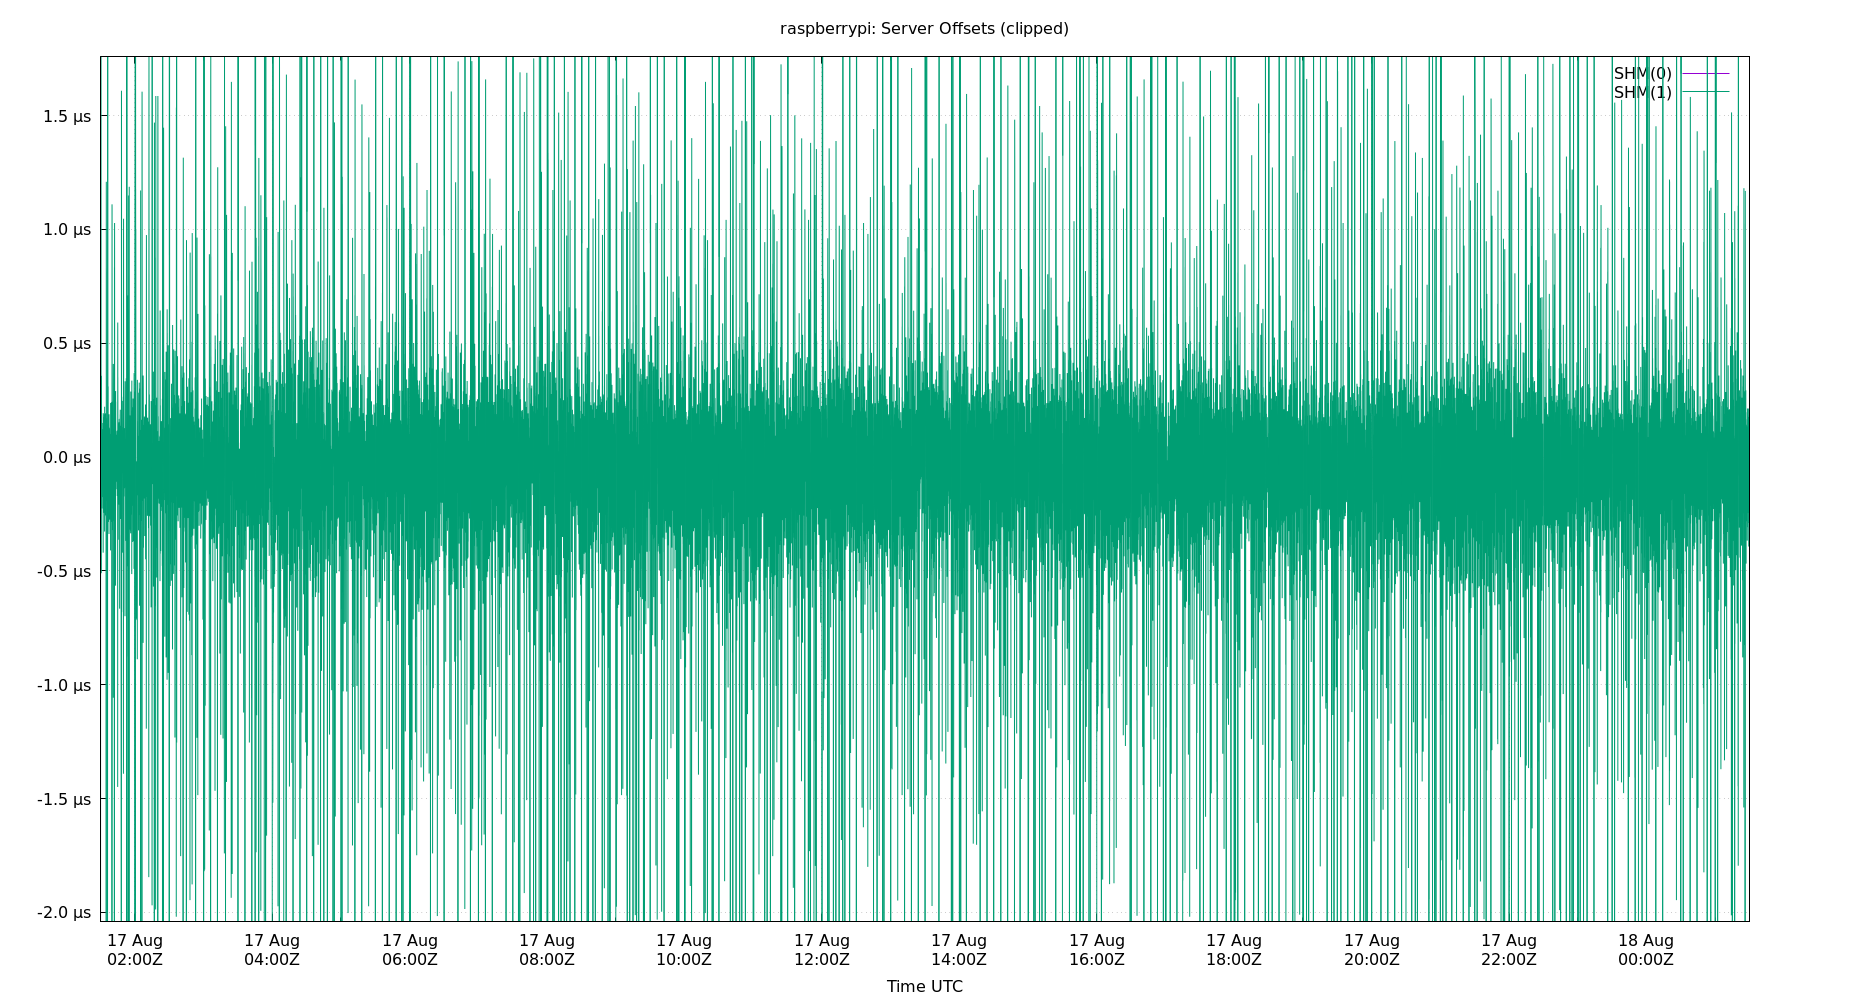 raspberrypi: Server Offsets (clipped)
SHM(0)
SHM(1)
1.5 µs
1.0 µs
0.5 µs
0.0 µs
-0.5 µs
-1.0 µs
-1.5 µs
-2.0 µs
17 Aug 17 Aug 17 Aug 17 Aug 17 Aug 17 Aug 17 Aug 17 Aug 17 Aug 17 Aug 17 Aug 18 Aug
02:00Z 04:00Z 06:00Z 08:00Z 10:00Z 12:00Z 14:00Z 16:00Z 18:00Z 20:00Z 22:00Z 00:00Z
Time UTC